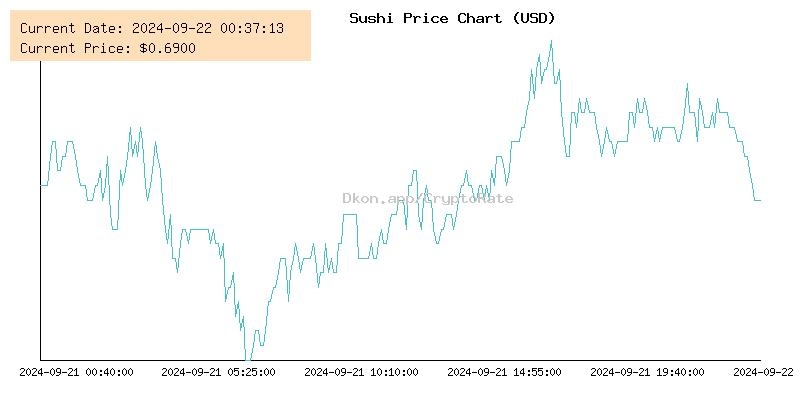 Sushi Price Chart (USD)
Current Date: 2024-09-22 00:37:13
Current Price: $0.6900
Dkon.app/CryptoRate
2024-09-21 00:40:00 2024-09-21 05:25:00 2024-09-21 10:10:00 2024-09-21 14:55:00 2024-09-21 19:40:00 2024-09-22